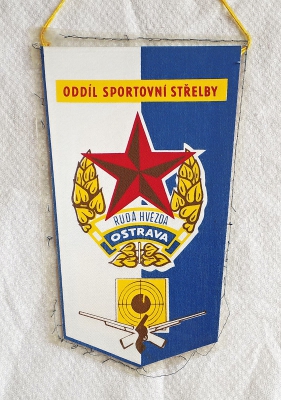 ODDÍL SPORTOVNÍ STŘELBY
RUDÁ HVĚZDA
OSTRAVA